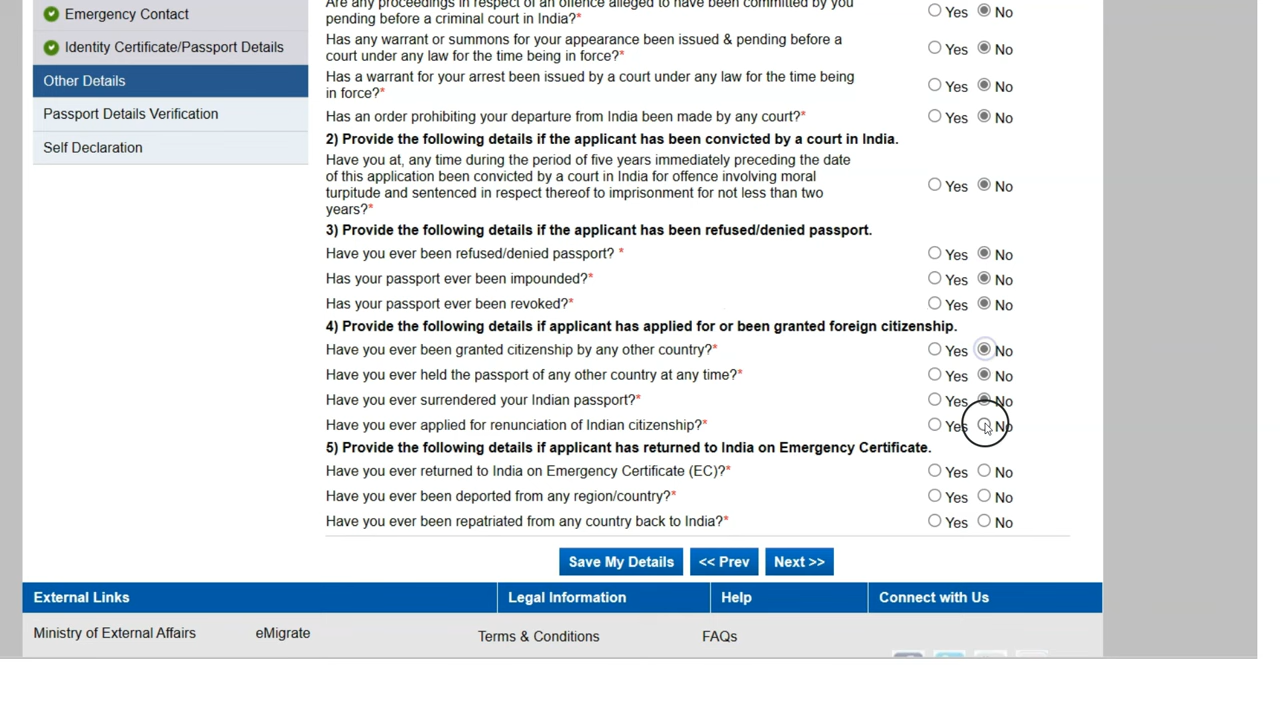 Emergency Contact
Identity Certificate/Passport Details
Other Details
Passport Details Verification
Self Declaration
Are any proceedings in respect of an offence alleged to have been committed by you
pending before a criminal court in India?* Yes No
Has any warrant or summons for your appearance been issued & pending before a
court under any law for the time being in force?* Yes No
Has a warrant for your arrest been issued by a court under any law for the time being
in force?* Yes No
Has an order prohibiting your departure from India been made by any court?* Yes No
2) Provide the following details if the applicant has been convicted by a court in India.
Have you at, any time during the period of five years immediately preceding the date
of this application been convicted by a court in India for offence involving moral
turpitude and sentenced in respect thereof to imprisonment for not less than two
years?* Yes No
3) Provide the following details if the applicant has been refused/denied passport.
Have you ever been refused/denied passport? * Yes No
Has your passport ever been impounded?* Yes No
Has your passport ever been revoked?* Yes No
4) Provide the following details if applicant has applied for or been granted foreign citizenship.
Have you ever been granted citizenship by any other country?* Yes No
Have you ever held the passport of any other country at any time?* Yes No
Have you ever surrendered your Indian passport?* Yes No
Have you ever applied for renunciation of Indian citizenship?* Yes No
5) Provide the following details if applicant has returned to India on Emergency Certificate.
Have you ever returned to India on Emergency Certificate (EC)?* Yes No
Have you ever been deported from any region/country?* Yes No
Have you ever been repatriated from any country back to India?* Yes No
Save My Details << Prev Next >>
External Links Legal Information Help Connect with Us
Ministry of External Affairs eMigrate Terms & Conditions FAQs